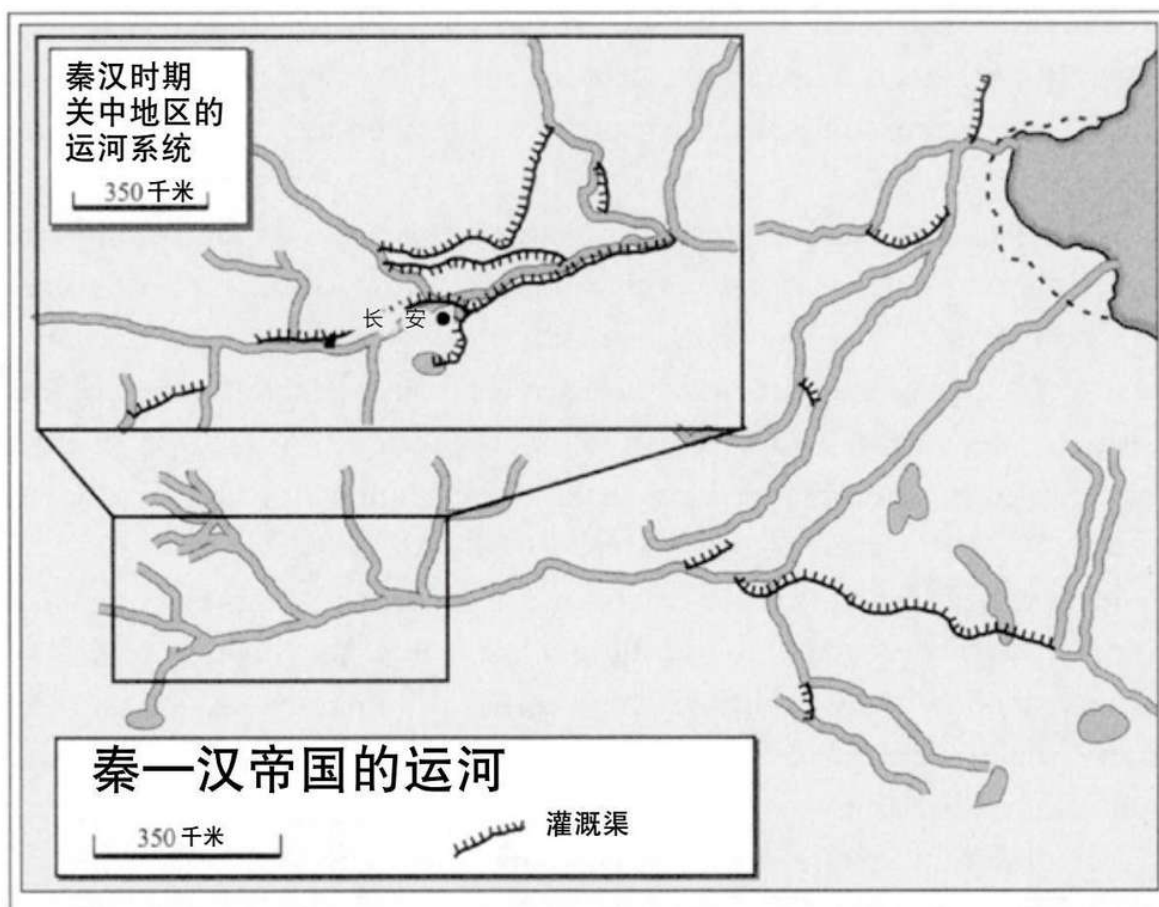 秦汉时期
关中地区的
运河系统
350千米
长安
秦—汉帝国的运河
350千米
灌溉渠